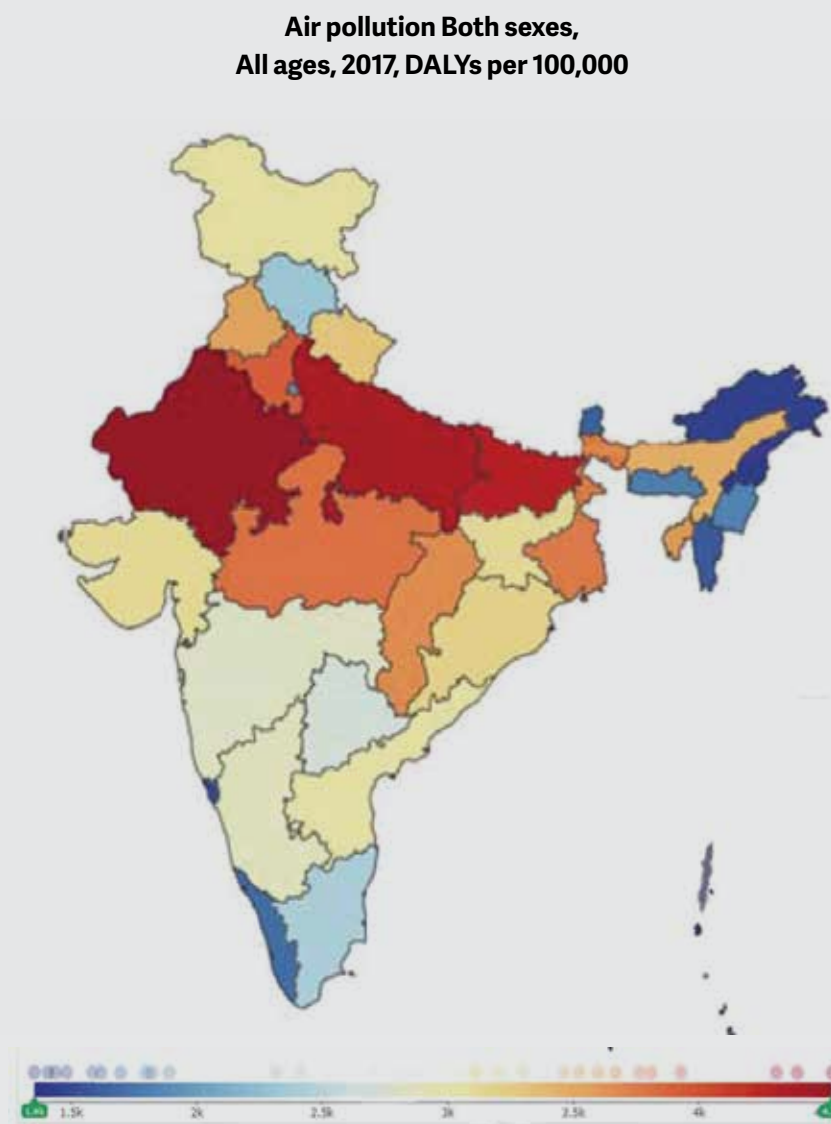 Air pollution Both sexes,
All ages, 2017, DALYs per 100,000
1.5k 2k 2.5k 3k 3.5k 4k